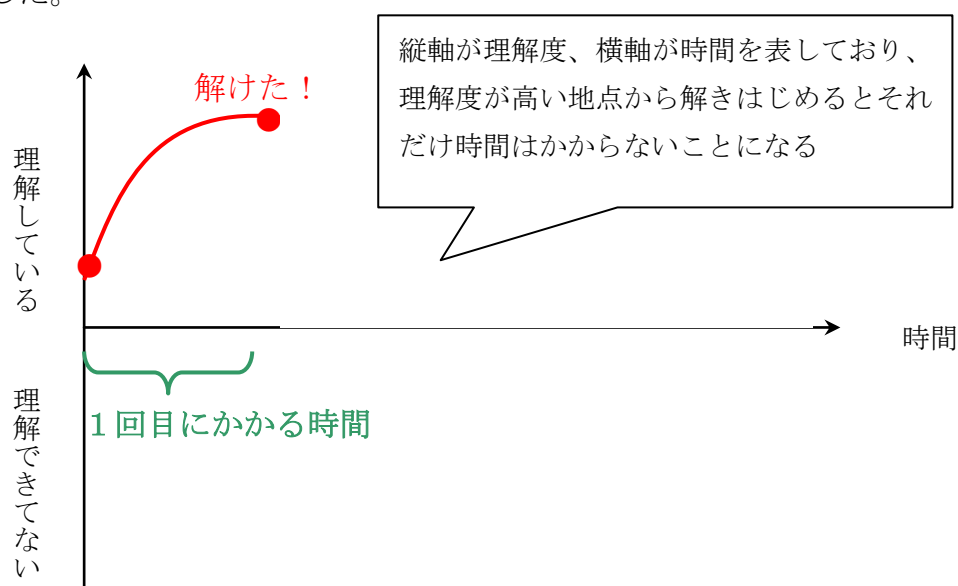 した。
縦軸が理解度、横軸が時間を表しており、
理解度が高い地点から解きはじめるとそれ
だけ時間はかからないことになる
解けた！
理解している
時間
１回目にかかる時間
理解できてない